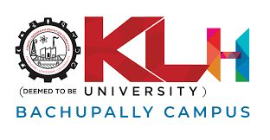 KLH
(DEEMED TO BE UNIVERSITY)
BACHUPALLY CAMPUS